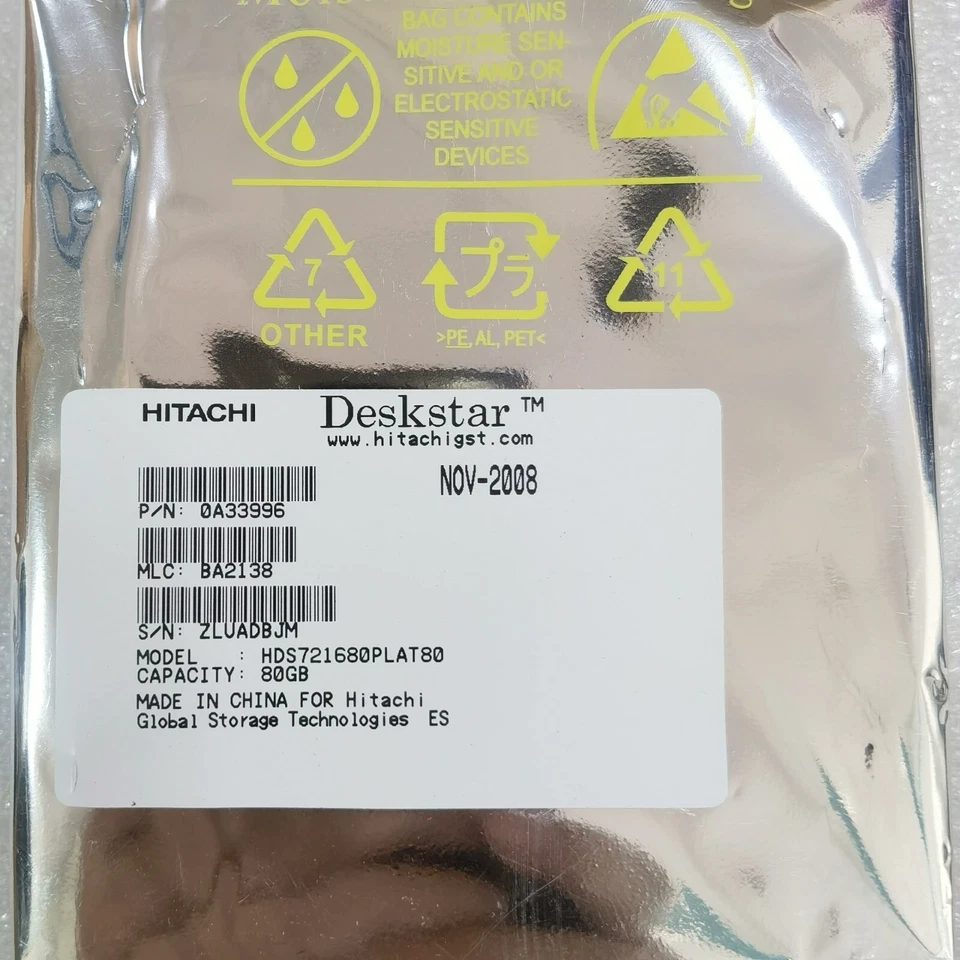 BAG CONTAINS
MOISTURE SEN-
SITIVE AND OR
ELECTROSTATIC
SENSITIVE
DEVICES
7
プラ
11
OTHER
>PE, AL, PET<
HITACHI Deskstar™
www.hitachigst.com
NOV-2008
P/N: 0A33996
MLC: BA2138
S/N: ZLUADBJM
MODEL : HDS721680PLAT80
CAPACITY: 80GB
MADE IN CHINA FOR Hitachi
Global Storage Technologies ES